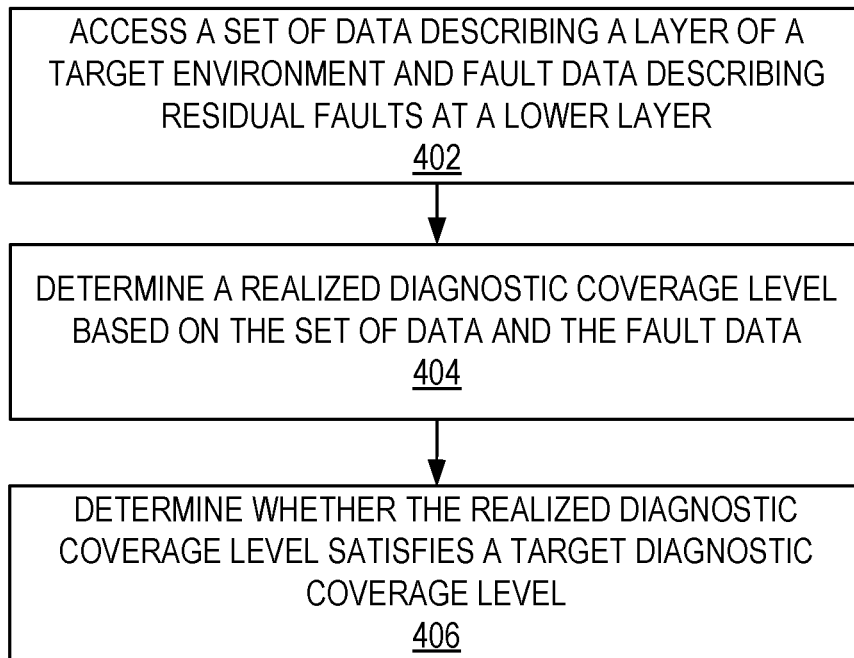 ACCESS A SET OF DATA DESCRIBING A LAYER OF A
TARGET ENVIRONMENT AND FAULT DATA DESCRIBING
RESIDUAL FAULTS AT A LOWER LAYER
402
DETERMINE A REALIZED DIAGNOSTIC COVERAGE LEVEL
BASED ON THE SET OF DATA AND THE FAULT DATA
404
DETERMINE WHETHER THE REALIZED DIAGNOSTIC
COVERAGE LEVEL SATISFIES A TARGET DIAGNOSTIC
COVERAGE LEVEL
406